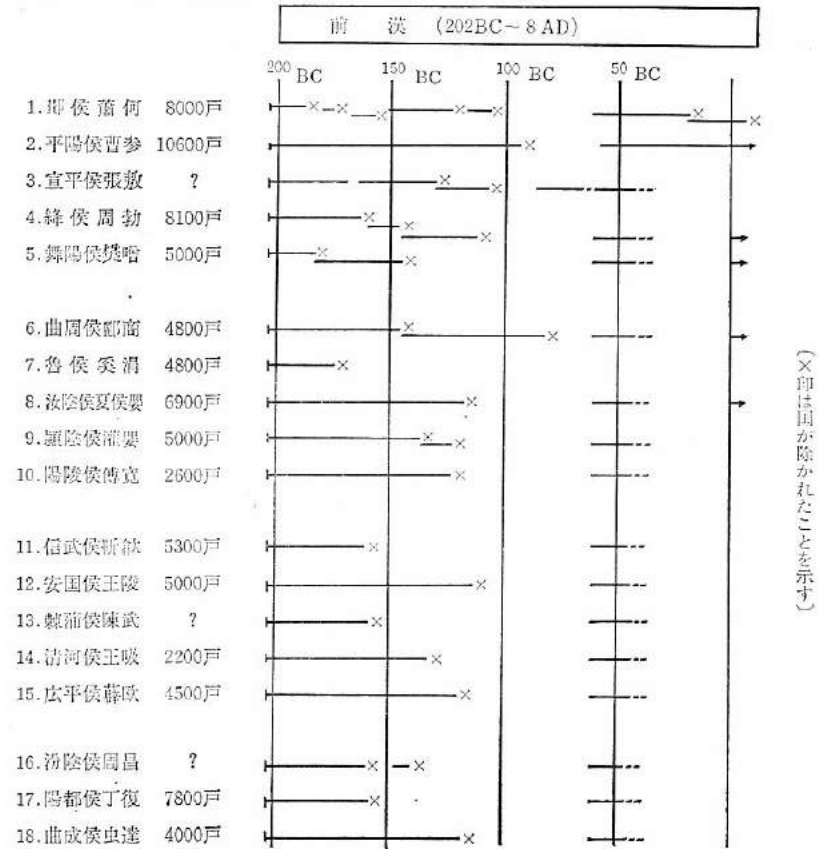 前 漢 (202BC~8AD)
200 BC 150 BC 100 BC 50 BC
1.酇侯蕭何 8000戸
2.平陽侯曹参 10600戸
3.宣平侯張敖 ?
4.絳侯周勃 8100戸
5.舞陽侯樊噲 5000戸
6.曲周侯酈商 4800戸
7.魯侯奚涓 4800戸
8.汝陰侯夏侯嬰 6900戸
9.潁陰侯灌嬰 5000戸
10.陽陵侯傅寛 2600戸
11.信武侯靳歙 5300戸
12.安国侯王陵 5000戸
13.棘蒲侯陳武 ?
14.清河侯王吸 2200戸
15.広平侯薛欧 4500戸
16.汾陰侯周昌 ?
17.陽都侯丁復 7800戸
18.曲成侯虫達 4000戸
(×印は国が除かれたことを示す)